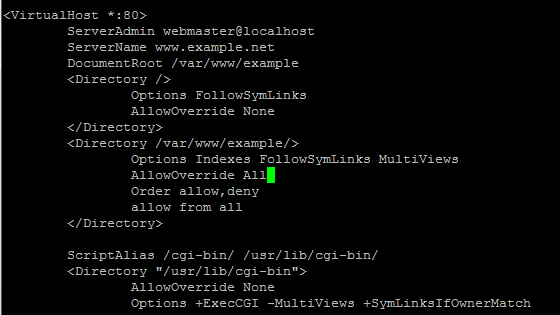 <VirtualHost *:80>
        ServerAdmin webmaster@localhost
        ServerName www.example.net
        DocumentRoot /var/www/example
        <Directory />
                Options FollowSymLinks
                AllowOverride None
        </Directory>
        <Directory /var/www/example/>
                Options Indexes FollowSymLinks MultiViews
                AllowOverride All
                Order allow,deny
                allow from all
        </Directory>

        ScriptAlias /cgi-bin/ /usr/lib/cgi-bin/
        <Directory "/usr/lib/cgi-bin">
                AllowOverride None
                Options +ExecCGI -MultiViews +SymLinksIfOwnerMatch